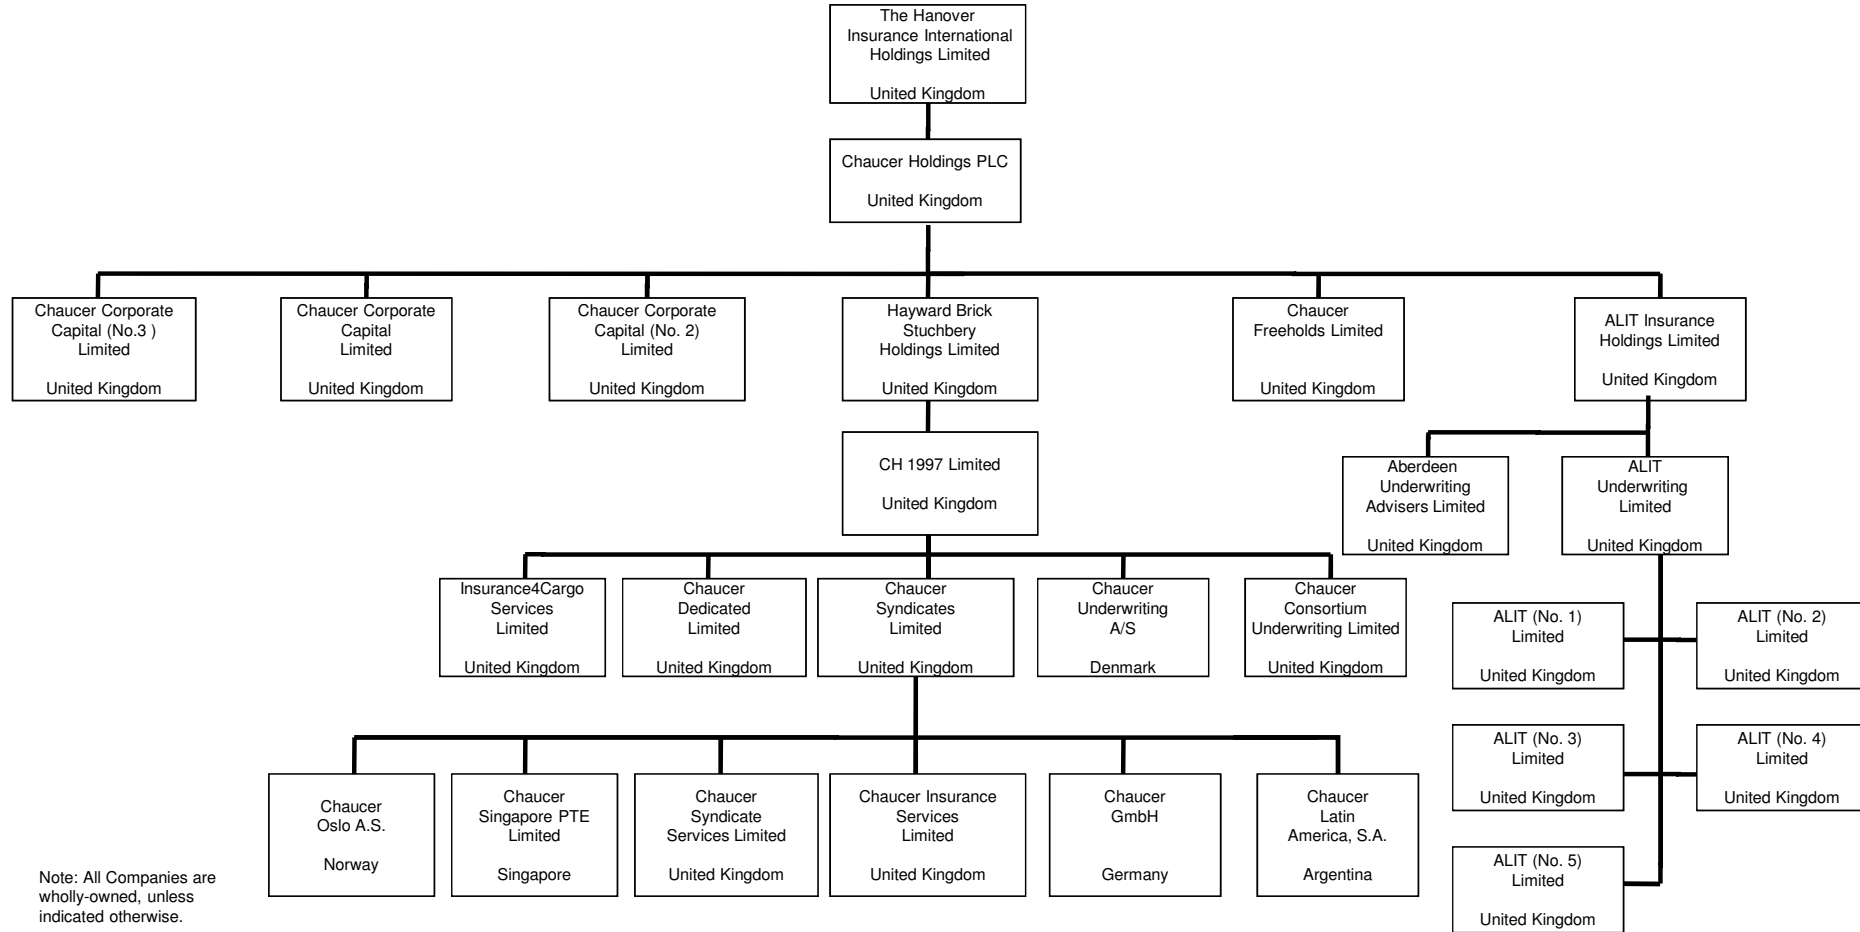 The Hanover
Insurance International
Holdings Limited
United Kingdom
Chaucer Holdings PLC
United Kingdom
Chaucer Corporate
Capital (No.3 )
Limited
United Kingdom
Chaucer Corporate
Capital
Limited
United Kingdom
Chaucer Corporate
Capital (No. 2)
Limited
United Kingdom
Hayward Brick
Stuchbery
Holdings Limited
United Kingdom
Chaucer
Freeholds Limited
United Kingdom
ALIT Insurance
Holdings Limited
United Kingdom
CH 1997 Limited
United Kingdom
Aberdeen
Underwriting
Advisers Limited
United Kingdom
ALIT
Underwriting
Limited
United Kingdom
Insurance4Cargo
Services
Limited
United Kingdom
Chaucer
Dedicated
Limited
United Kingdom
Chaucer
Syndicates
Limited
United Kingdom
Chaucer
Underwriting
A/S
Denmark
Chaucer
Consortium
Underwriting Limited
United Kingdom
ALIT (No. 1)
Limited
United Kingdom
ALIT (No. 2)
Limited
United Kingdom
ALIT (No. 3)
Limited
United Kingdom
ALIT (No. 4)
Limited
United Kingdom
Chaucer
Oslo A.S.
Norway
Chaucer
Singapore PTE
Limited
Singapore
Chaucer
Syndicate
Services Limited
United Kingdom
Chaucer Insurance
Services
Limited
United Kingdom
Chaucer
GmbH
Germany
Chaucer
Latin
America, S.A.
Argentina
ALIT (No. 5)
Limited
United Kingdom
Note: All Companies are
wholly-owned, unless
indicated otherwise.